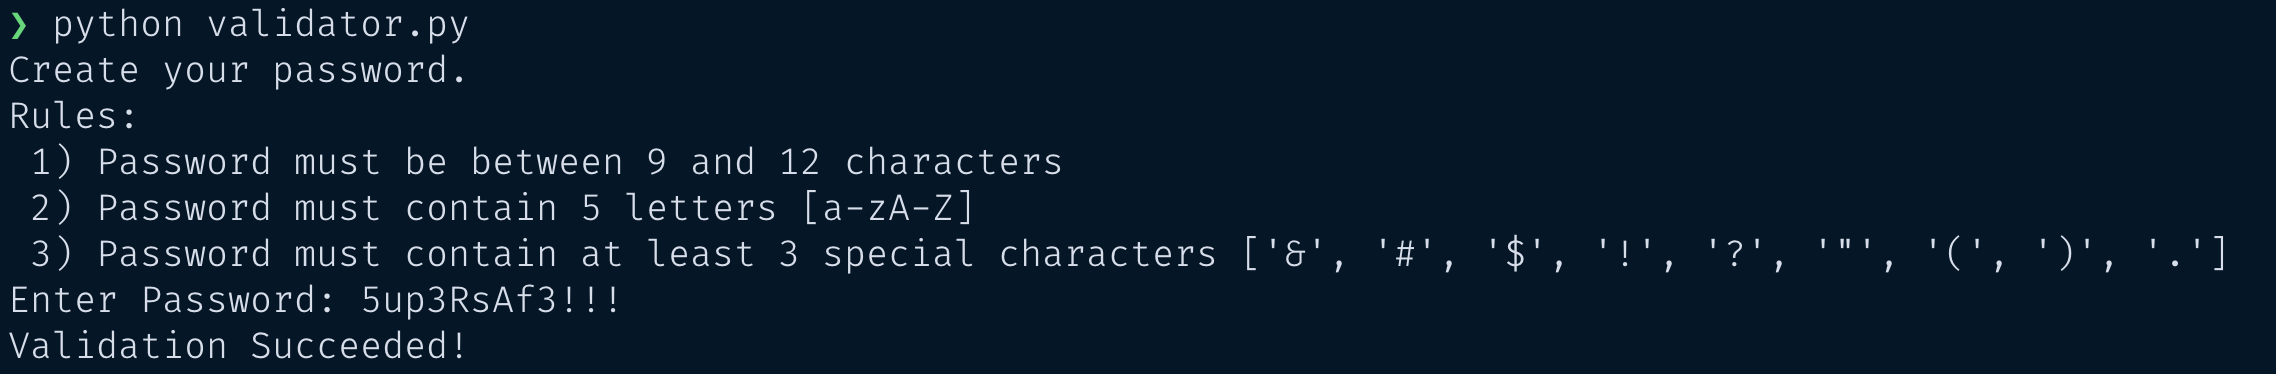 ❯ python validator.py
Create your password.
Rules:
 1) Password must be between 9 and 12 characters
 2) Password must contain 5 letters [a-zA-Z]
 3) Password must contain at least 3 special characters ['&', '#', '$', '!', '?', '"', '(', ')', '.']
Enter Password: 5up3RsAf3!!!
Validation Succeeded!